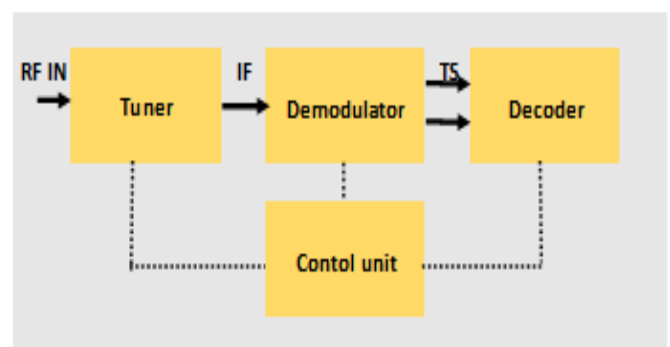 RF IN
IF
TS
Tuner
Demodulator
Decoder
Contol unit